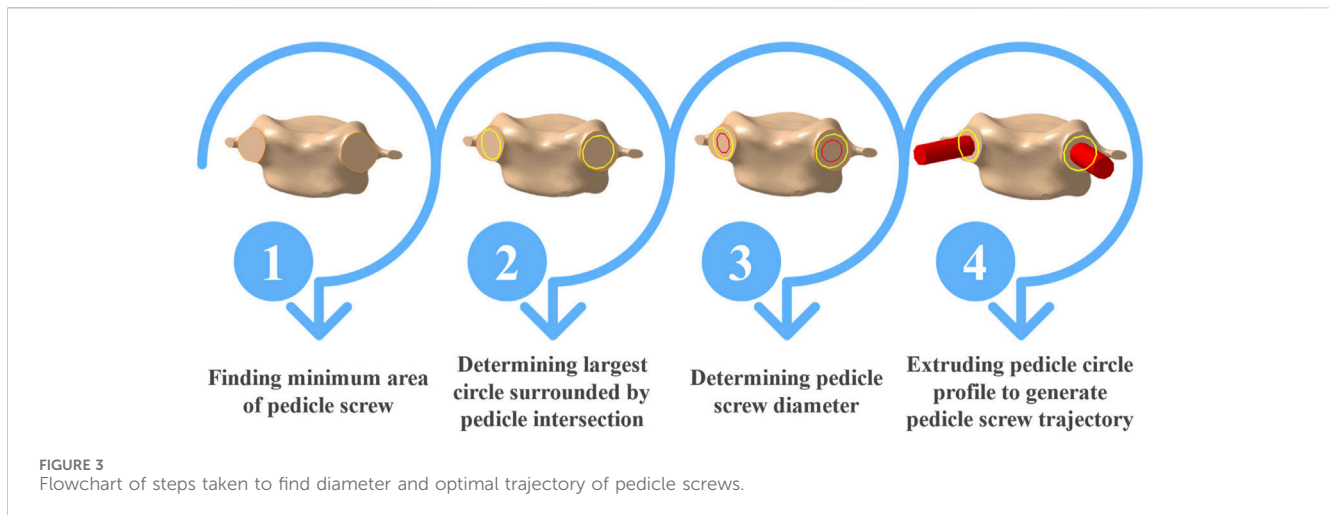 1
2
3
4
Finding minimum area
of pedicle screw
Determining largest
circle surrounded by
pedicle intersection
Determining pedicle
screw diameter
Extruding pedicle circle
profile to generate
pedicle screw trajectory
FIGURE 3
Flowchart of steps taken to find diameter and optimal trajectory of pedicle screws.